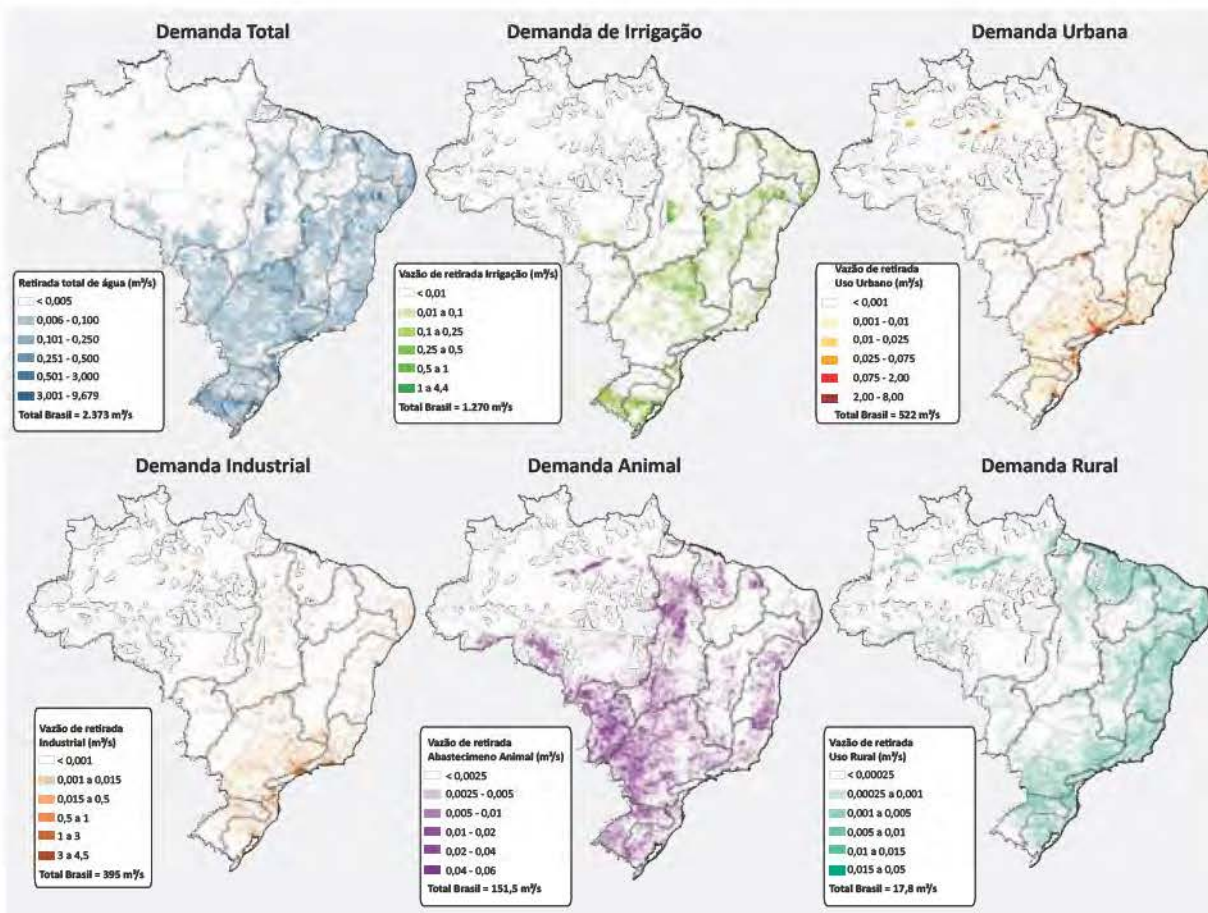 Demanda Total
Retirada total de água (m³/s)
< 0,005
0,006 - 0,100
0,101 - 0,250
0,251 - 0,500
0,501 - 3,000
3,001 - 9,679
Total Brasil = 2.373 m³/s
Demanda de Irrigação
Vazão de retirada Irrigação (m³/s)
< 0,01
0,01 a 0,1
0,1 a 0,25
0,25 a 0,5
0,5 a 1
1 a 4,4
Total Brasil = 1.270 m³/s
Demanda Urbana
Vazão de retirada
Uso Urbano (m³/s)
< 0,001
0,001 - 0,01
0,01 - 0,025
0,025 - 0,075
0,075 - 2,00
2,00 - 8,00
Total Brasil = 522 m³/s
Demanda Industrial
Vazão de retirada
Industrial (m³/s)
< 0,001
0,001 a 0,015
0,015 a 0,5
0,5 a 1
1 a 3
3 a 4,5
Total Brasil = 395 m³/s
Demanda Animal
Vazão de retirada
Abastecimeno Animal (m³/s)
< 0,0025
0,0025 - 0,005
0,005 - 0,01
0,01 - 0,02
0,02 - 0,04
0,04 - 0,06
Total Brasil = 151,5 m³/s
Demanda Rural
Vazão de retirada
Uso Rural (m³/s)
< 0,00025
0,00025 a 0,001
0,001 a 0,005
0,005 a 0,01
0,01 a 0,015
0,015 a 0,05
Total Brasil = 17,8 m³/s